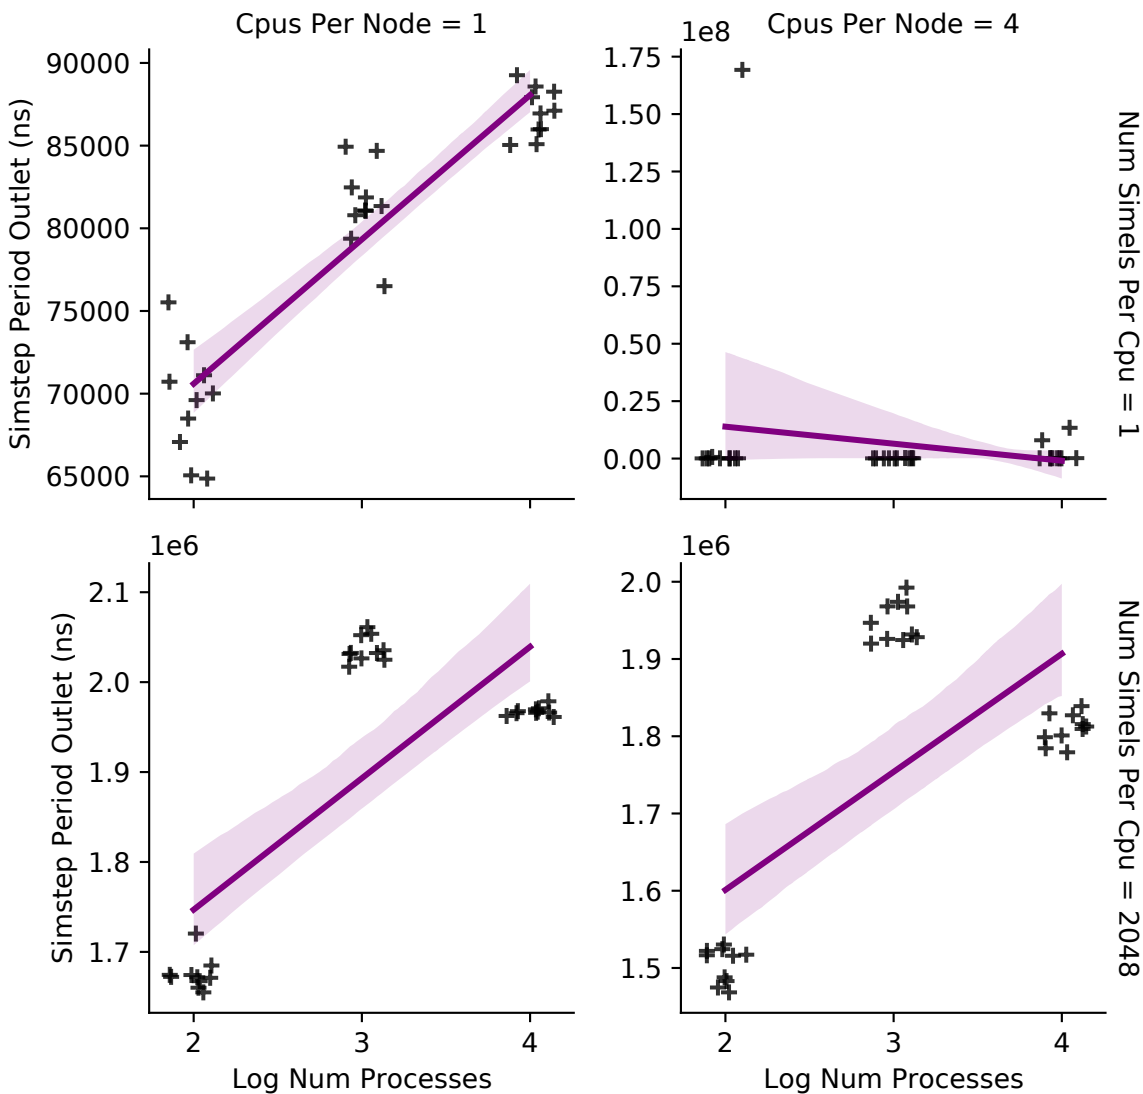 Cpus Per Node = 1
Cpus Per Node = 4
1e8
Simstep Period Outlet (ns)
90000
85000
80000
75000
70000
65000
1.75
1.50
1.25
1.00
0.75
0.50
0.25
0.00
Num Simels Per Cpu = 1
1e6
1e6
Simstep Period Outlet (ns)
2.1
2.0
1.9
1.8
1.7
2.0
1.9
1.8
1.7
1.6
1.5
Num Simels Per Cpu = 2048
2 3 4
2 3 4
Log Num Processes
Log Num Processes